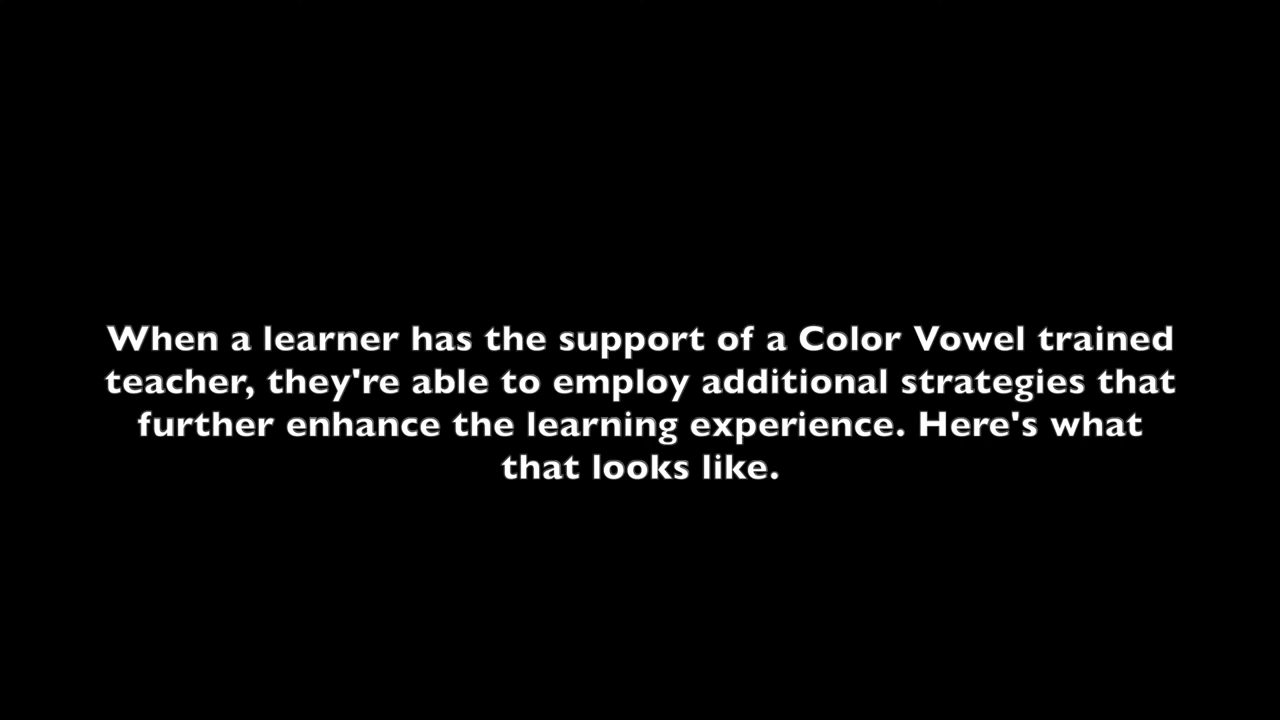 When a learner has the support of a Color Vowel trained
teacher, they're able to employ additional strategies that
further enhance the learning experience. Here's what
that looks like.